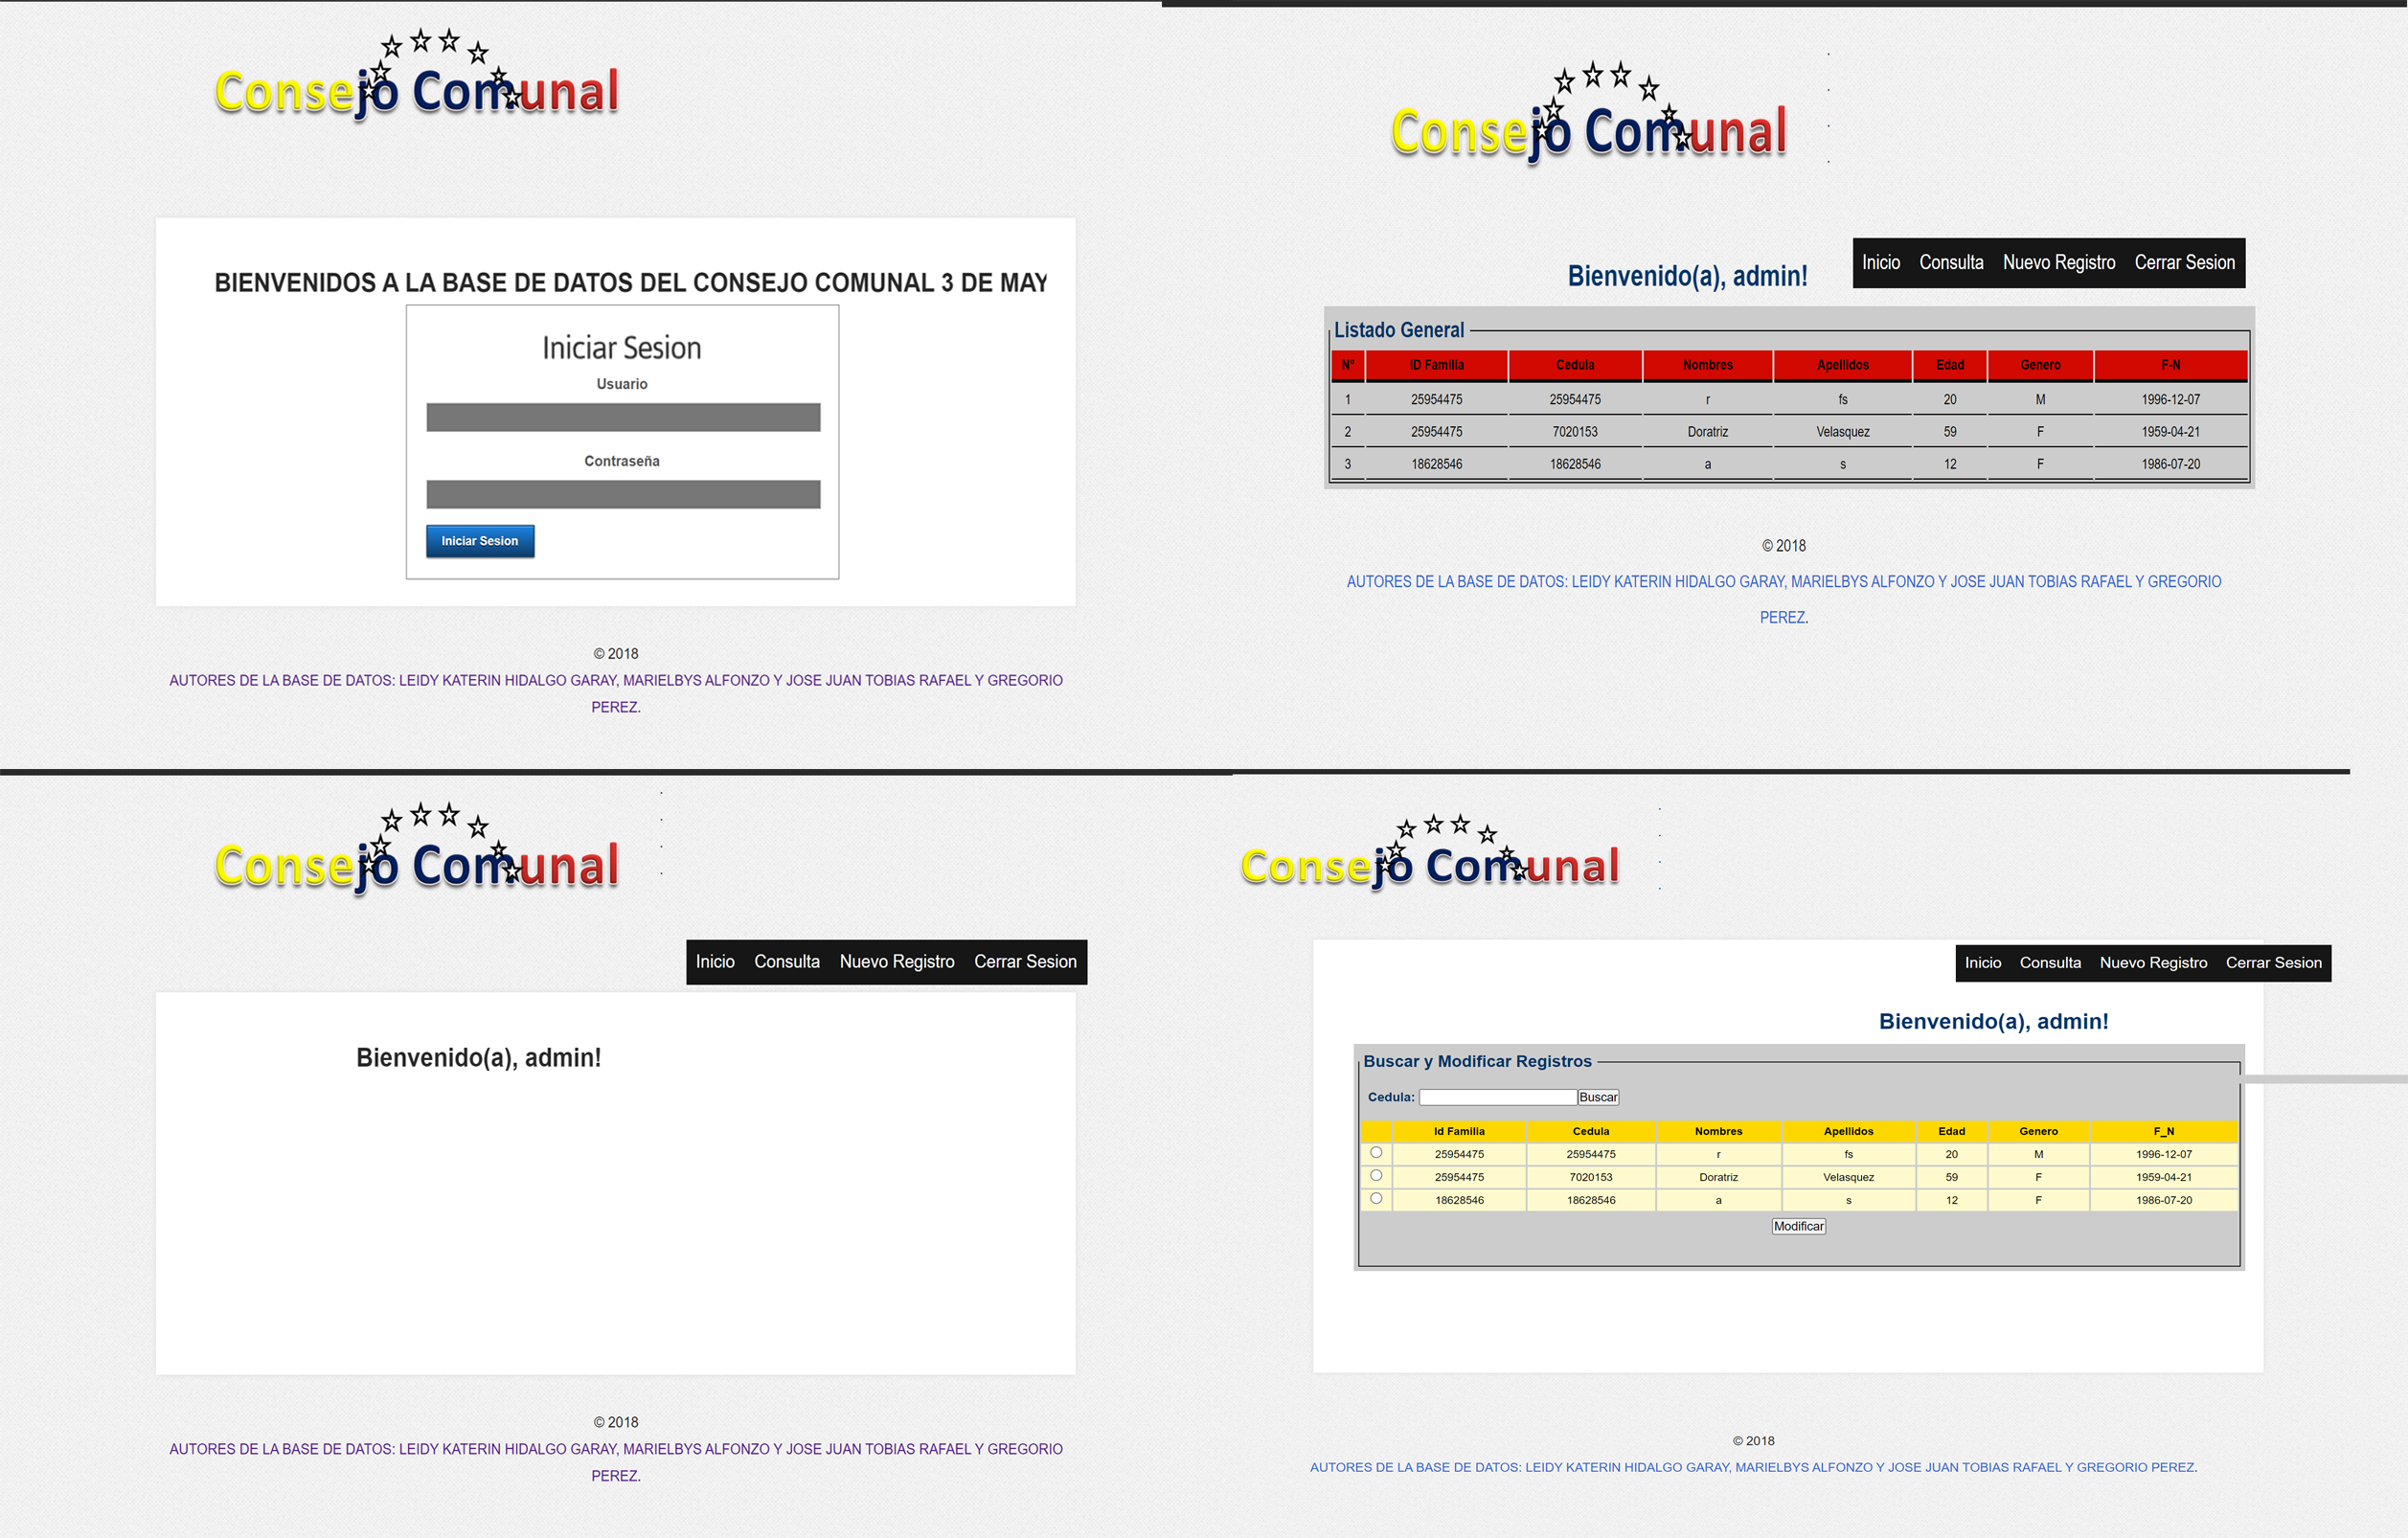 Consejo Comunal
BIENVENIDOS A LA BASE DE DATOS DEL CONSEJO COMUNAL 3 DE MAY
Iniciar Sesion
Usuario
Contraseña
Iniciar Sesion
© 2018
AUTORES DE LA BASE DE DATOS: LEIDY KATERIN HIDALGO GARAY, MARIELBYS ALFONZO Y JOSE JUAN TOBIAS RAFAEL Y GREGORIO
PEREZ.
Consejo Comunal
Inicio Consulta Nuevo Registro Cerrar Sesion
Bienvenido(a), admin!
Listado General
N° ID Familia Cedula Nombres Apellidos Edad Genero F-N
1 25954475 25954475 r fs 20 M 1996-12-07
2 25954475 7020153 Doratriz Velasquez 59 F 1959-04-21
3 18628546 18628546 a s 12 F 1986-07-20
© 2018
AUTORES DE LA BASE DE DATOS: LEIDY KATERIN HIDALGO GARAY, MARIELBYS ALFONZO Y JOSE JUAN TOBIAS RAFAEL Y GREGORIO
PEREZ.
Consejo Comunal
Inicio Consulta Nuevo Registro Cerrar Sesion
Bienvenido(a), admin!
© 2018
AUTORES DE LA BASE DE DATOS: LEIDY KATERIN HIDALGO GARAY, MARIELBYS ALFONZO Y JOSE JUAN TOBIAS RAFAEL Y GREGORIO
PEREZ.
Consejo Comunal
Inicio Consulta Nuevo Registro Cerrar Sesion
Bienvenido(a), admin!
Buscar y Modificar Registros
Cedula: Buscar
Id Familia Cedula Nombres Apellidos Edad Genero F_N
25954475 25954475 r fs 20 M 1996-12-07
25954475 7020153 Doratriz Velasquez 59 F 1959-04-21
18628546 18628546 a s 12 F 1986-07-20
Modificar
© 2018
AUTORES DE LA BASE DE DATOS: LEIDY KATERIN HIDALGO GARAY, MARIELBYS ALFONZO Y JOSE JUAN TOBIAS RAFAEL Y GREGORIO PEREZ.